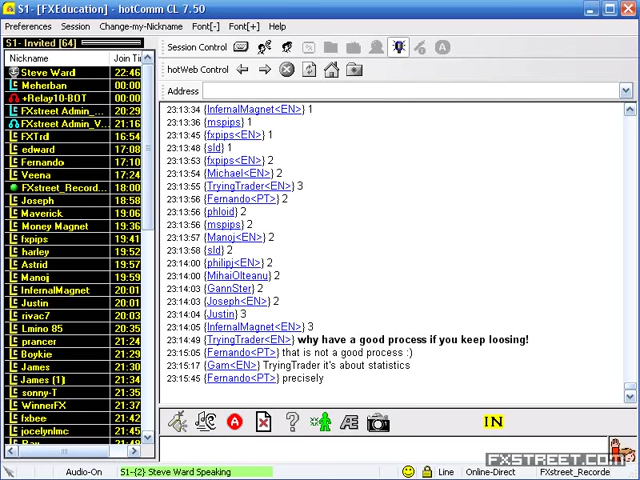 S1- [FXEducation] - hotComm CL 7.50
Preferences Session Change-my-Nickname Font[-] Font[+] Help
S1- Invited [64]
Session Control
Nickname Join Ti
hotWeb Control
Address
Steve Ward 22:46
Meherban 00:00
+Relay10-BOT 00:00
FXstreet Admin_ 20:29
FXstreet Admin_V 21:16
FXTrd 16:54
edward 17:08
Fernando 17:10
Veena 17:24
FXstreet_Record... 18:00
Joseph 18:58
Maverick 19:06
Money Magnet 19:36
fxpips 19:41
harley 19:52
Astrid 19:57
Manoj 19:59
InfernalMagnet 20:01
Justin 20:01
rivac7 20:03
Lmino 85 20:35
prancer 21:24
Boykie 21:29
James 21:30
James (1) 21:34
sonny-T 21:35
WinnerFX 21:37
fxbee 21:42
jocelynlmc 21:45
21:47
23:13:34 {InfernalMagnet<EN>} 1
23:13:36 {mspips} 1
23:13:45 {fxpips<EN>} 1
23:13:48 {sld} 1
23:13:53 {fxpips<EN>} 2
23:13:54 {Michael<EN>} 2
23:13:55 {TryingTrader<EN>} 3
23:13:56 {Fernando<PT>} 2
23:13:56 {phloid} 2
23:13:56 {mspips} 2
23:13:57 {Manoj<EN>} 2
23:13:58 {sld} 2
23:14:00 {philipj<EN>} 2
23:14:00 {MihaiOlteanu} 2
23:14:03 {GannSter} 2
23:14:03 {Joseph<EN>} 2
23:14:03 {Justin} 3
23:14:05 {InfernalMagnet<EN>} 3
23:14:49 {TryingTrader<EN>} why have a good process if you keep loosing!
23:15:05 {Fernando<PT>} that is not a good process :)
23:15:17 {Gam<EN>} TryingTrader it's about statistics
23:15:45 {Fernando<PT>} precisely
IN
FXSTREET.COM
Audio-On S1-{2} Steve Ward Speaking Line Online-Direct FXstreet_Recorde